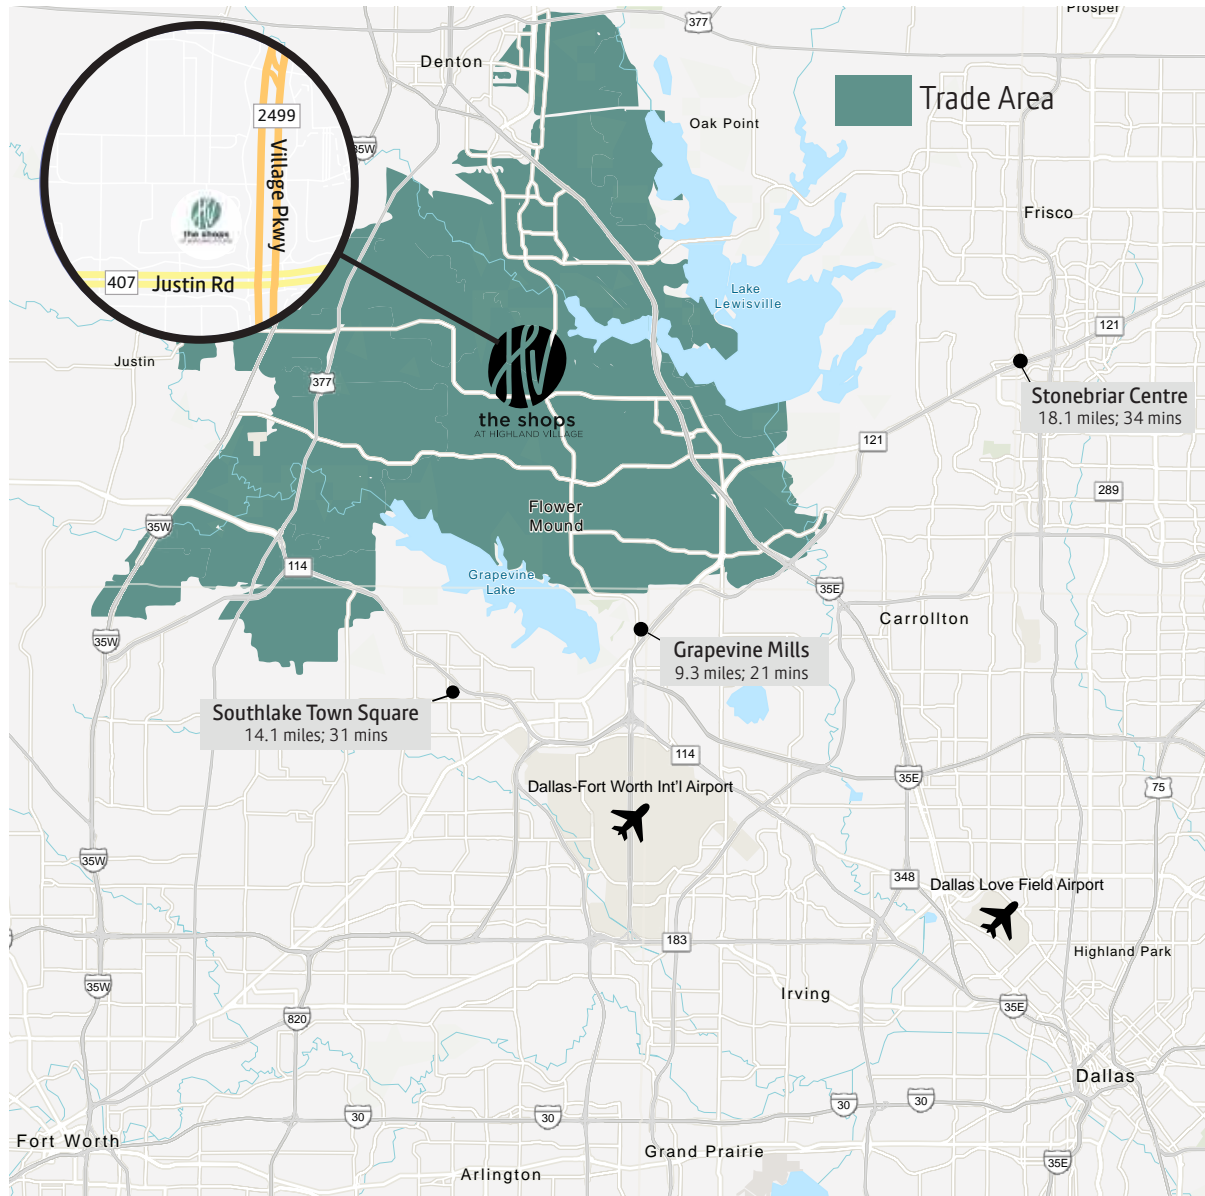 Prosper
377
Denton
Trade Area
2499
Village Pkwy
Oak Point
35W
the shops
407
Justin Rd
Frisco
Lake
Lewisville
121
Justin
377
HV
the shops
AT HIGHLAND VILLAGE
Stonebriar Centre
18.1 miles; 34 mins
121
289
Flower
Mound
35W
114
Grapevine
Lake
35E
Carrollton
35W
Grapevine Mills
9.3 miles; 21 mins
Southlake Town Square
14.1 miles; 31 mins
114
35E
75
Dallas-Fort Worth Int'l Airport
35W
348
Dallas Love Field Airport
183
Highland Park
35W
Irving
35E
820
Dallas
30
30
30
30
Fort Worth
Grand Prairie
35E
Arlington